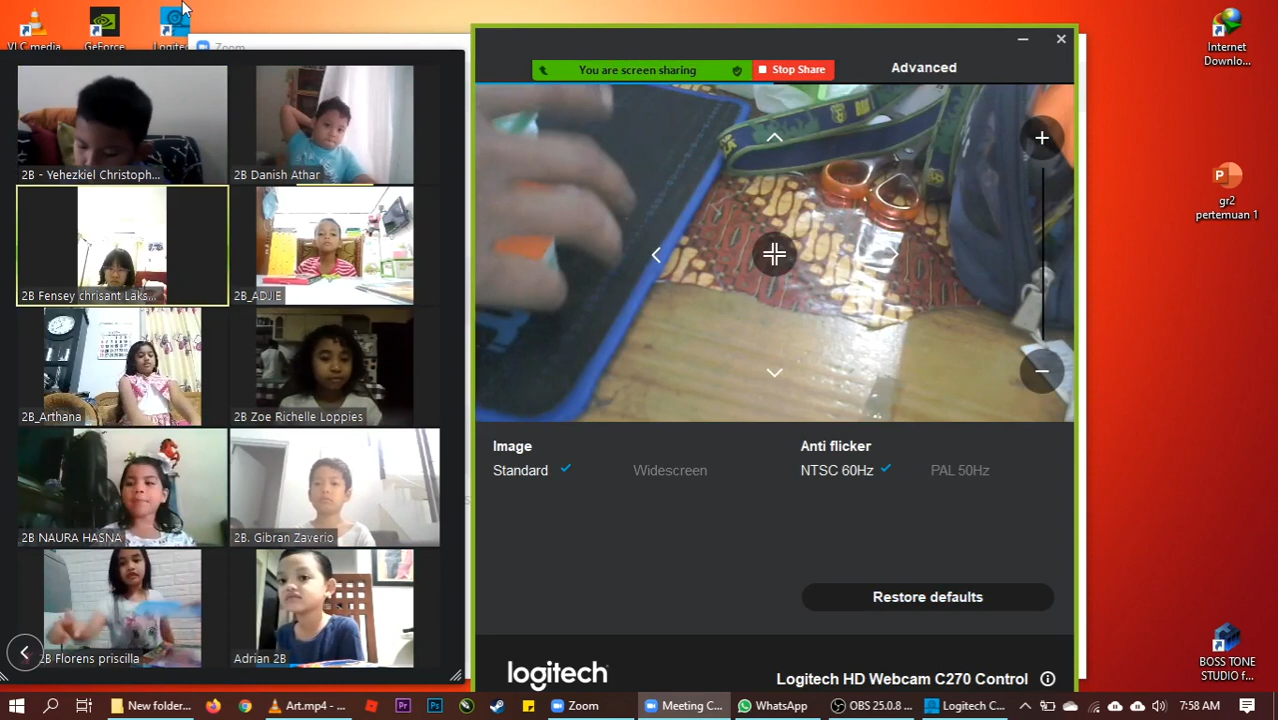 VLC media
GeForce
Logitec
Zoom
You are screen sharing
Stop Share
Advanced
Internet
Downlo...
gr2
pertemuan 1
2B - Yehezkiel Christoph...
2B Danish Athar
2B Fensey chrisant Laks...
2B_ADJIE
2B_Arthana
2B Zoe Richelle Loppies
2B NAURA HASNA
2B. Gibran Zaverio
2B Florens priscilla
Adrian 2B
Image
Anti flicker
Standard
Widescreen
NTSC 60Hz
PAL 50Hz
Restore defaults
logitech
Logitech HD Webcam C270 Control
BOSS TONE
STUDIO f...
New folder...
Art.mp4 - ...
Pr
Ps
Zoom
Meeting C...
WhatsApp
OBS 25.0.8 ...
Logitech C...
7:58 AM